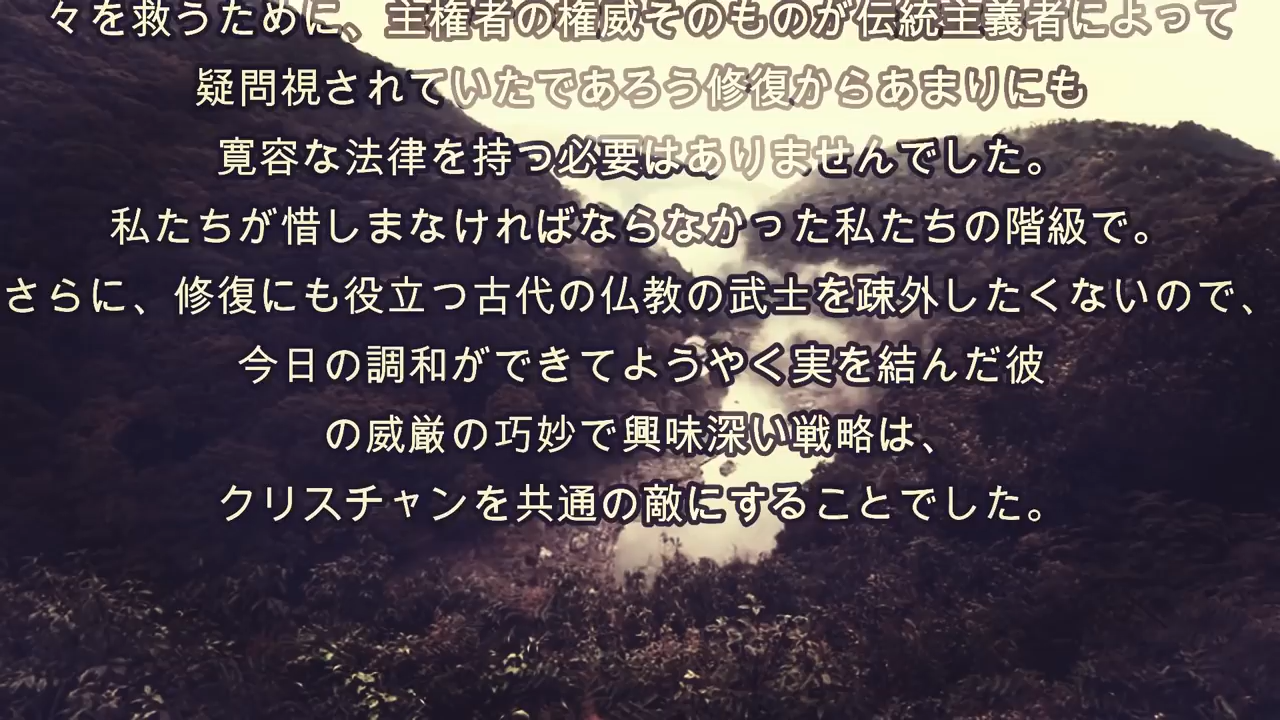 々を救うために、主権者の権威そのものが伝統主義者によって
疑問視されていたであろう修復からあまりにも
寛容な法律を持つ必要はありませんでした。
私たちが惜しまなければならなかった私たちの階級で。
さらに、修復にも役立つ古代の仏教の武士を疎外したくないので、
今日の調和ができてようやく実を結んだ彼
の威厳の巧妙で興味深い戦略は、
クリスチャンを共通の敵にすることでした。